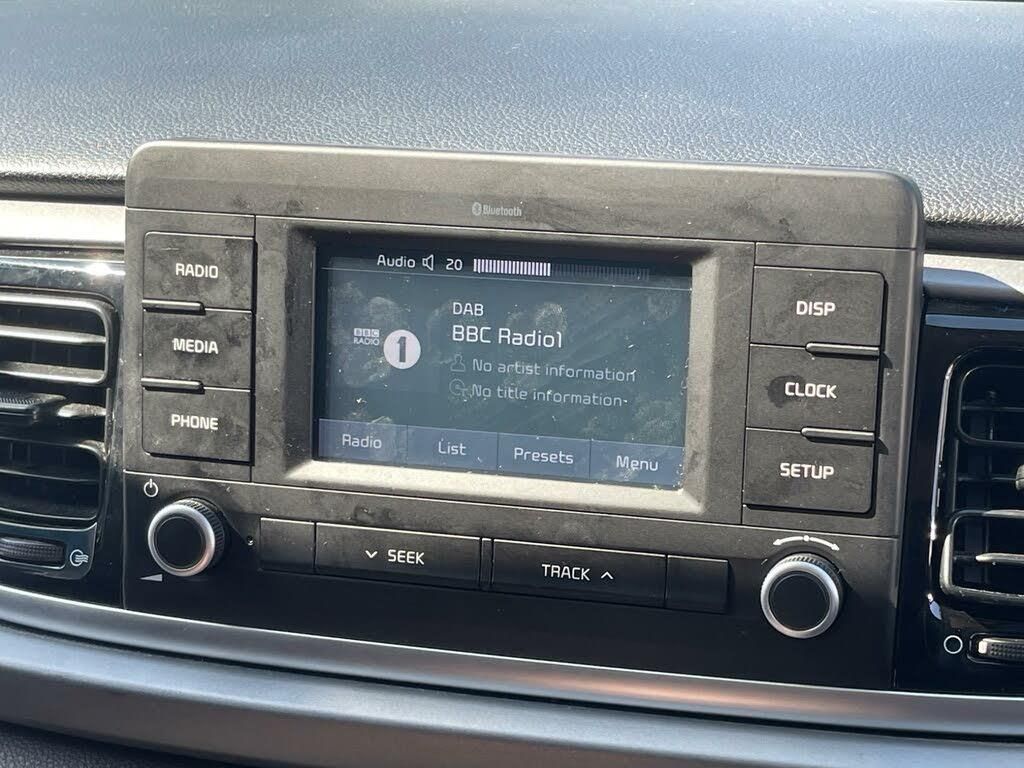 Bluetooth
RADIO
MEDIA
PHONE
Audio 20
DAB
BBC Radio1
BBC
RADIO
1
No artist information
No title information
Radio List Presets Menu
DISP
CLOCK
SETUP
SEEK
TRACK